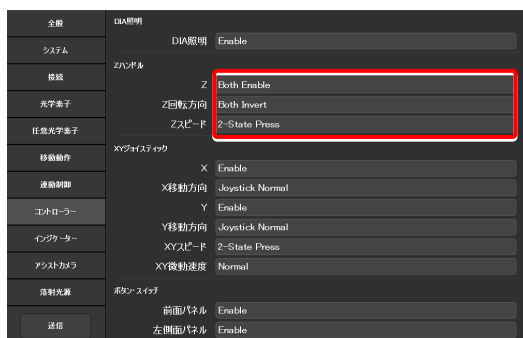 全般
システム
接続
光学素子
任意光学素子
移動動作
連動制御
コントローラー
インジケーター
アシストカメラ
落射光源
送信
DIA照明
DIA照明 Enable
Zハンドル
Z Both Enable
Z回転方向 Both Invert
Zスピード 2-State Press
XYジョイスティック
X Enable
X移動方向 Joystick Normal
Y Enable
Y移動方向 Joystick Normal
XYスピード 2-State Press
XY微動速度 Normal
ボタン・スイッチ
前面パネル Enable
左側面パネル Enable